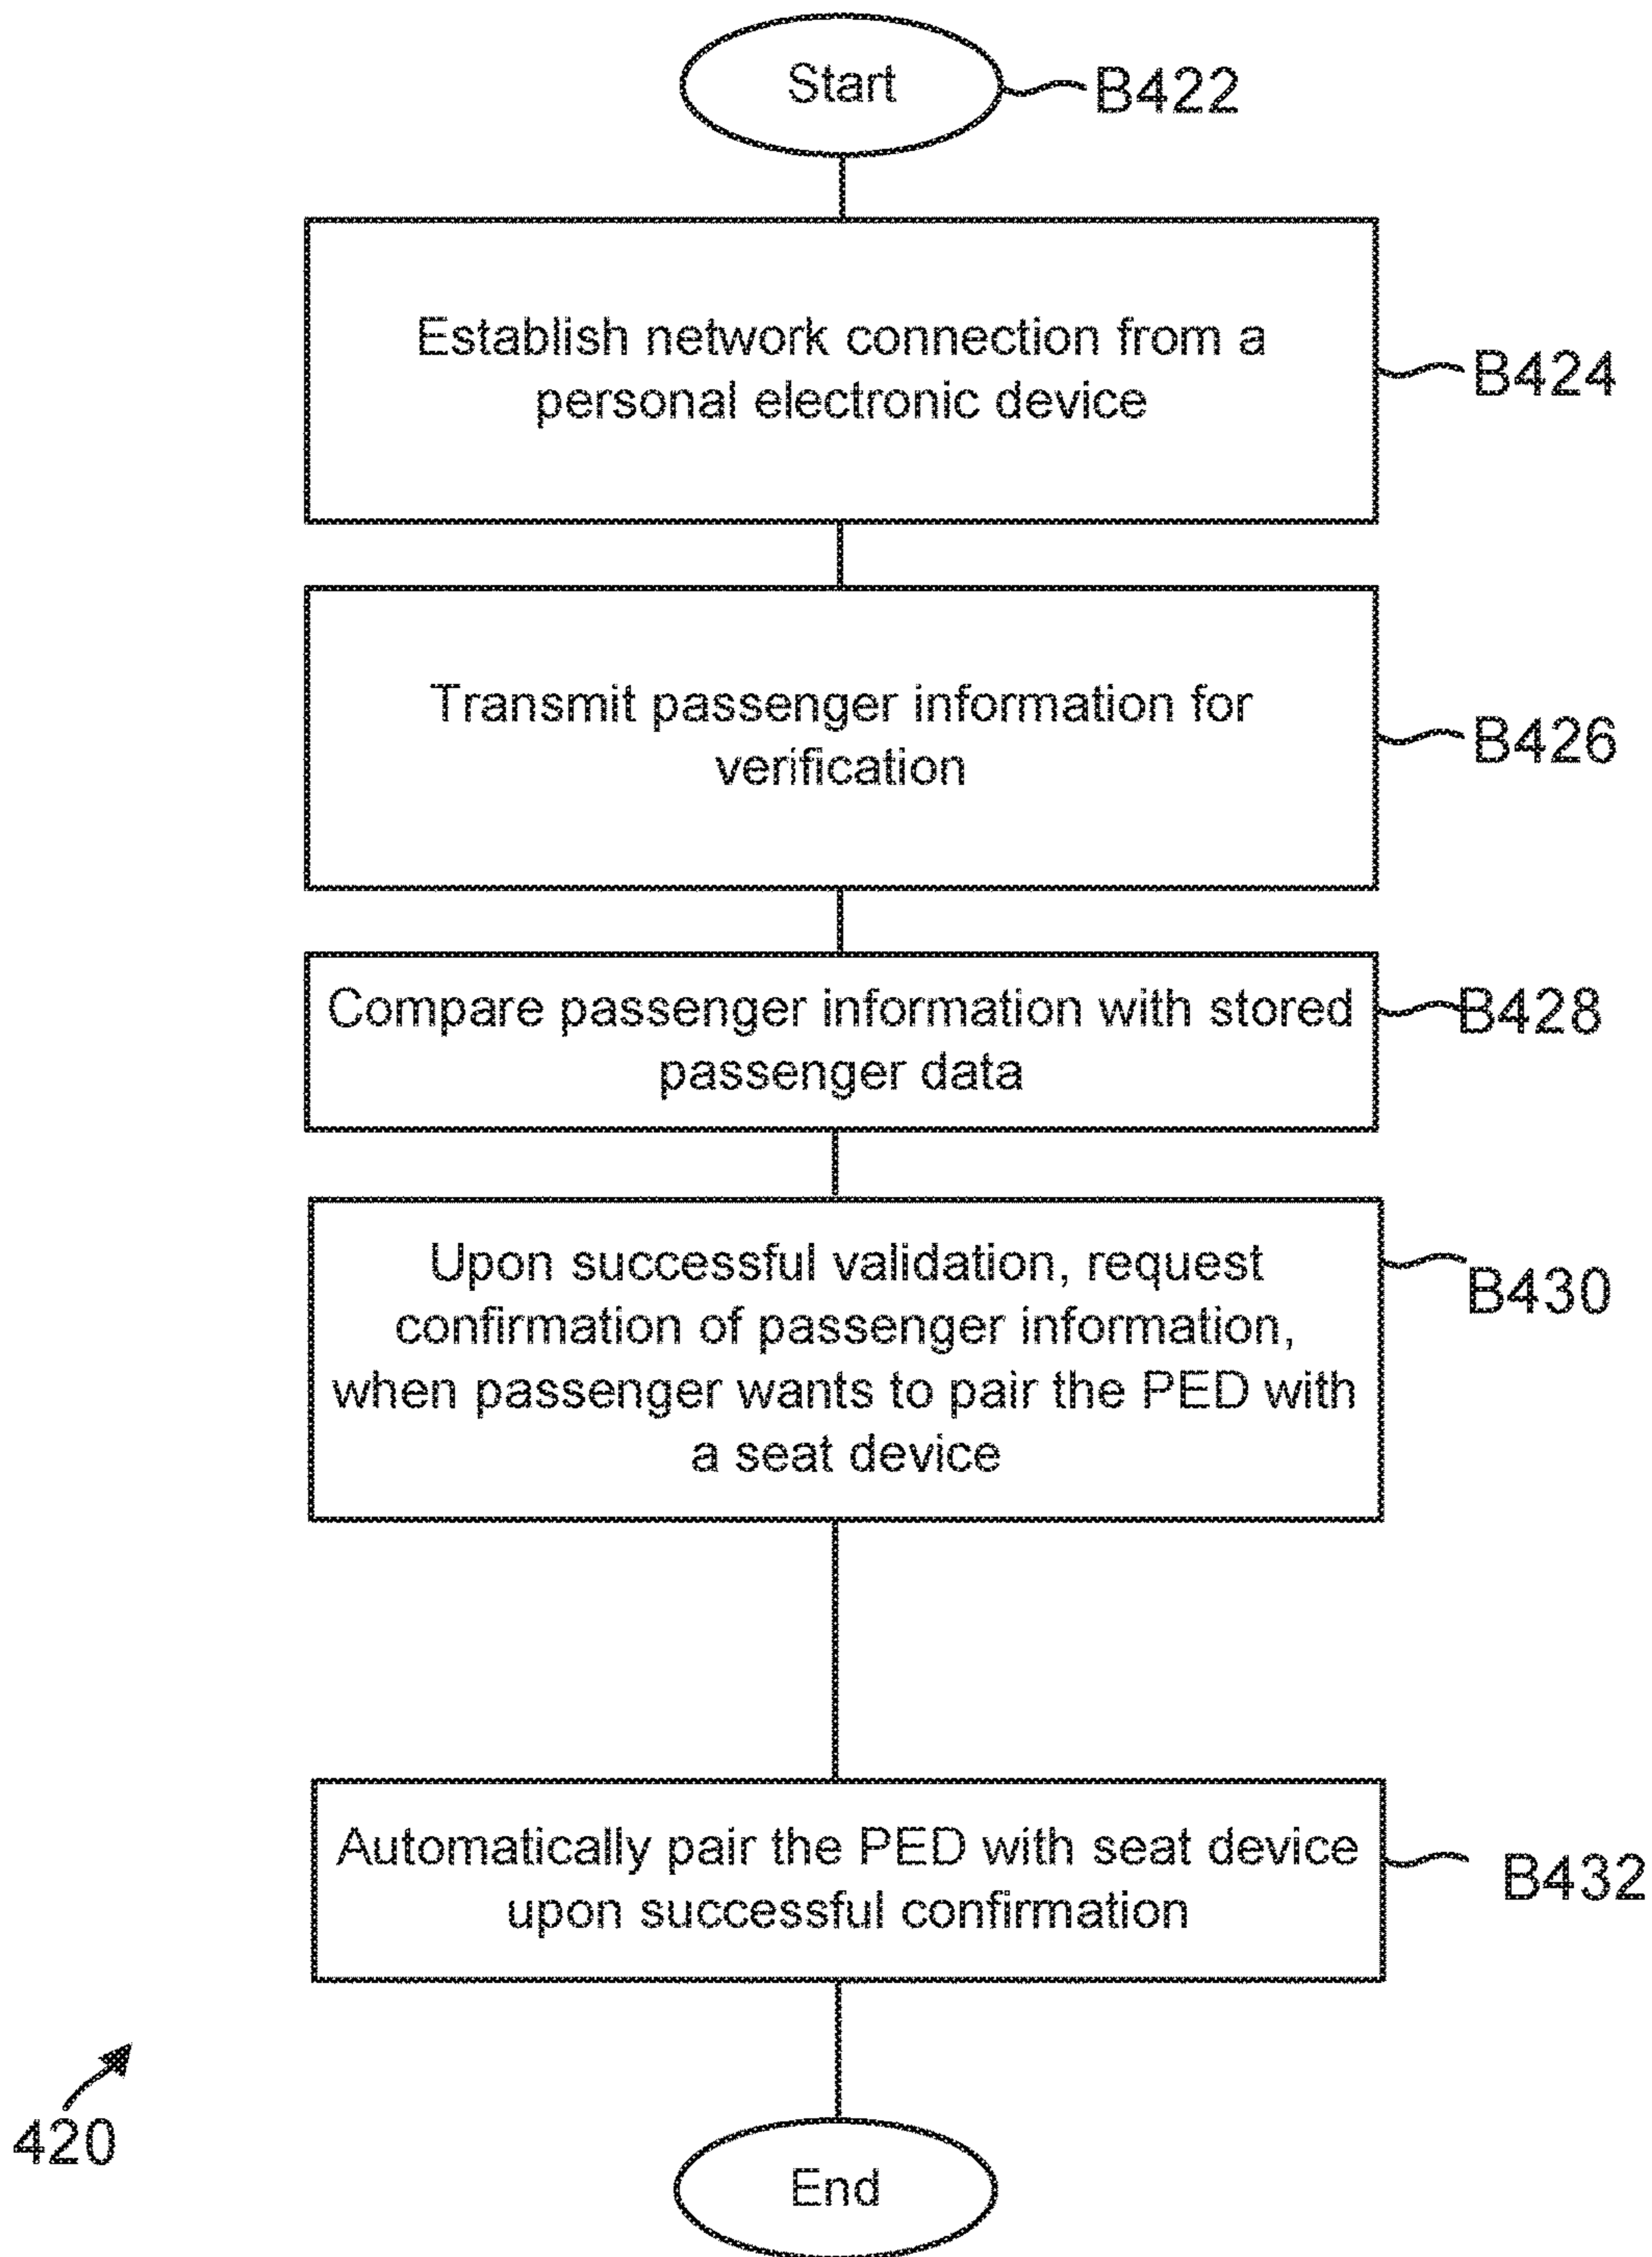 Start
B422
Establish network connection from a
personal electronic device
B424
Transmit passenger information for
verification
B426
Compare passenger information with stored
passenger data
B428
Upon successful validation, request
confirmation of passenger information,
when passenger wants to pair the PED with
a seat device
B430
Automatically pair the PED with seat device
upon successful confirmation
B432
420
End